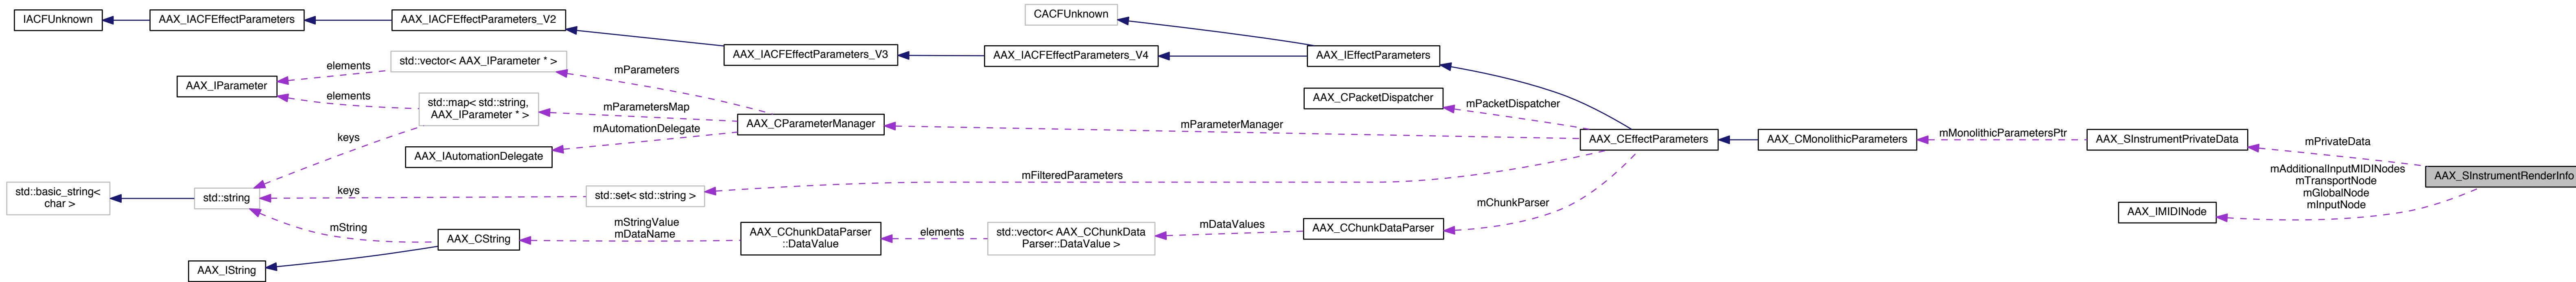 IACFUnknown
AAX_IACFEffectParameters
AAX_IACFEffectParameters_V2
CACFUnknown
AAX_IACFEffectParameters_V3
AAX_IACFEffectParameters_V4
AAX_IEffectParameters
std::vector< AAX_IParameter * >
elements
mParameters
AAX_IParameter
elements
std::map< std::string,
AAX_IParameter * >
mParametersMap
AAX_CParameterManager
mAutomationDelegate
AAX_IAutomationDelegate
keys
AAX_CPacketDispatcher
mPacketDispatcher
mParameterManager
AAX_CEffectParameters
AAX_CMonolithicParameters
mMonolithicParametersPtr
AAX_SInstrumentPrivateData
mPrivateData
AAX_SInstrumentRenderInfo
mAdditionalInputMIDINodes
mTransportNode
mGlobalNode
mInputNode
AAX_IMIDINode
mFilteredParameters
std::basic_string<
char >
std::string
keys
std::set< std::string >
mChunkParser
mString
AAX_CString
mStringValue
mDataName
AAX_CChunkDataParser
::DataValue
elements
std::vector< AAX_CChunkData
Parser::DataValue >
mDataValues
AAX_CChunkDataParser
AAX_IString